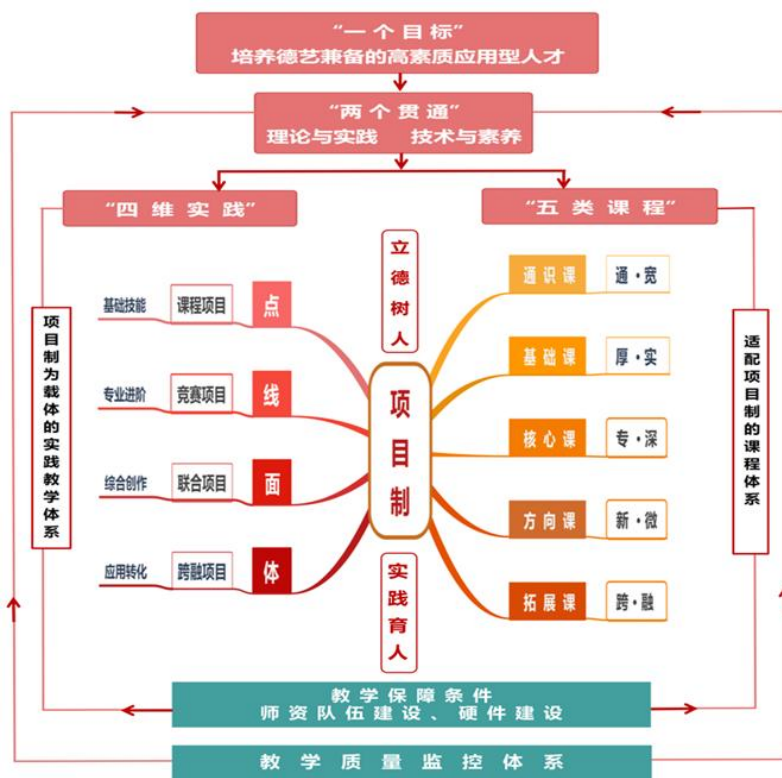 “一个目标”
培养德艺兼备的高素质应用型人才
“两个贯通”
理论与实践 技术与素养
“四维实践”
“五类课程”
项目制为载体的实践教学体系
基础技能 课程项目 点
专业进阶 竞赛项目 线
综合创作 联合项目 面
应用转化 跨融项目 体
立德树人
项目制
实践育人
通识课 通·宽
基础课 厚·实
核心课 专·深
方向课 新·微
拓展课 跨·融
适配项目制的课程体系
教学保障条件
师资队伍建设、硬件建设
教学质量监控体系